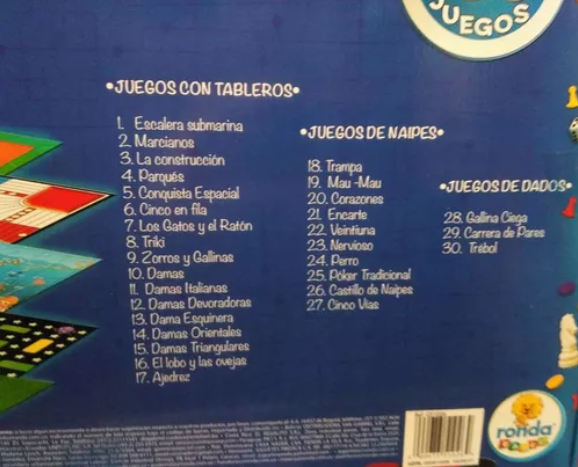 JUEGOS
•JUEGOS CON TABLEROS•
1. Escalera submarina
2. Marcianos
3. La construcción
4. Parqués
5. Conquista Espacial
6. Cinco en fila
7. Los Gatos y el Ratón
8. Triki
9. Zorros y Gallinas
10. Damas
11. Damas Italianas
12. Damas Devoradoras
13. Dama Esquinera
14. Damas Orientales
15. Damas Triangulares
16. El lobo y las ovejas
17. Ajedrez
•JUEGOS DE NAIPES•
18. Trampa
19. Mau -Mau
20. Corazones
21. Encarte
22. Veintiuna
23. Nervioso
24. Perro
25. Póker Tradicional
26. Castillo de Naipes
27. Cinco Vías
•JUEGOS DE DADOS•
28. Gallina Ciega
29. Carrera de Pares
30. Trébol
ronda